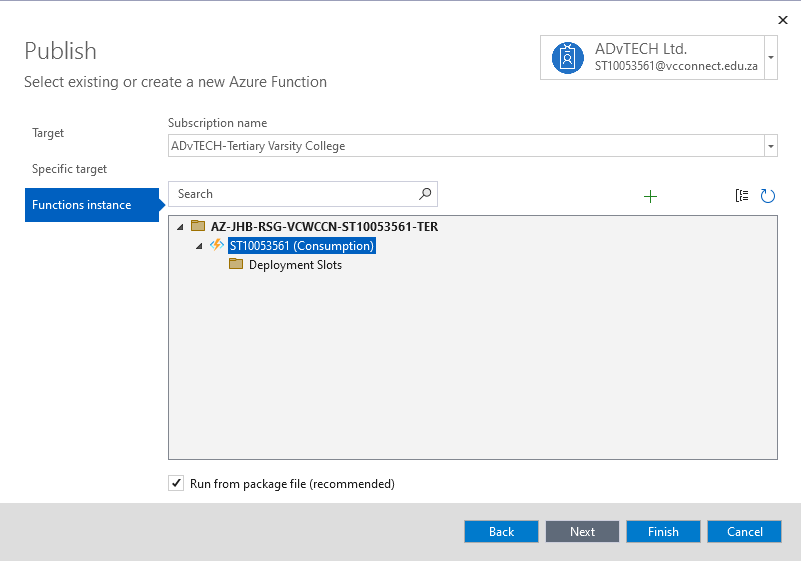 Publish
Select existing or create a new Azure Function
ADvTECH Ltd.
ST10053561@vcconnect.edu.za
Target
Specific target
Functions instance
Subscription name
ADvTECH-Tertiary Varsity College
Search
AZ-JHB-RSG-VCWCCN-ST10053561-TER
ST10053561 (Consumption)
Deployment Slots
Run from package file (recommended)
Back
Next
Finish
Cancel